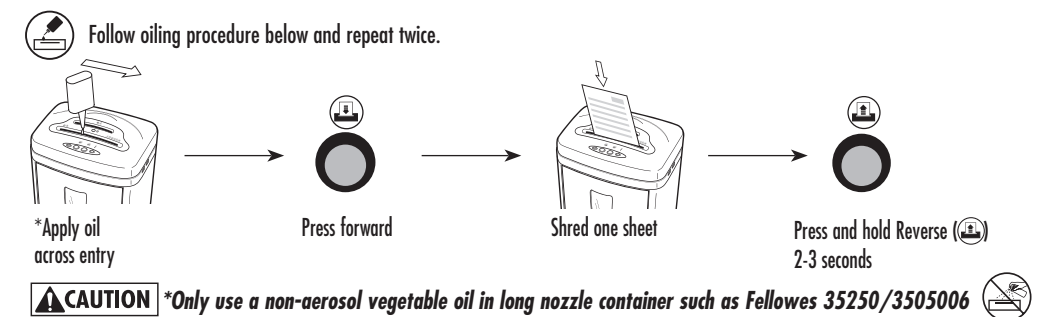 Follow oiling procedure below and repeat twice.
*Apply oil
across entry
Press forward
Shred one sheet
Press and hold Reverse ( )
2-3 seconds
CAUTION *Only use a non-aerosol vegetable oil in long nozzle container such as Fellowes 35250/3505006